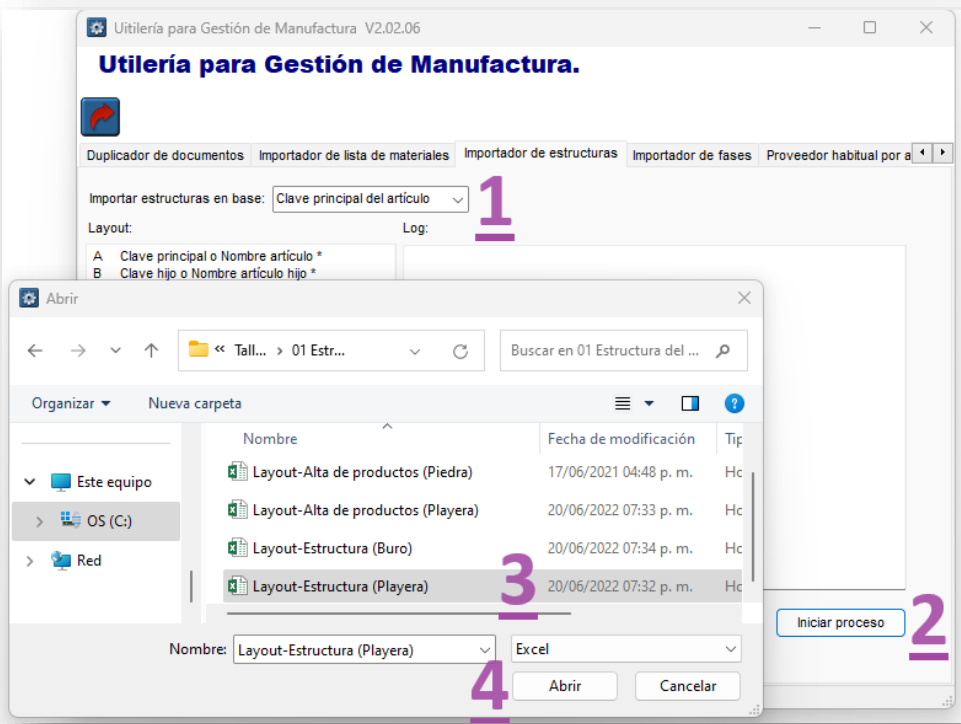 Uitilería para Gestión de Manufactura V2.02.06
Utilería para Gestión de Manufactura.
Duplicador de documentos Importador de lista de materiales Importador de estructuras Importador de fases Proveedor habitual por a
Importar estructuras en base: Clave principal del artículo
1
Layout: Log:
A Clave principal o Nombre artículo *
B Clave hijo o Nombre artículo hijo *
Abrir
« Tall... › 01 Estr... Buscar en 01 Estructura del ...
Organizar Nueva carpeta
Nombre Fecha de modificación Tip
Layout-Alta de productos (Piedra) 17/06/2021 04:48 p. m. Ho
Este equipo
Layout-Alta de productos (Playera) 20/06/2022 07:33 p. m. Ho
OS (C:)
Layout-Estructura (Buro) 20/06/2022 07:34 p. m. Ho
Red
Layout-Estructura (Playera) 3 20/06/2022 07:32 p. m. Ho
Iniciar proceso 2
Nombre: Layout-Estructura (Playera) Excel
4 Abrir Cancelar